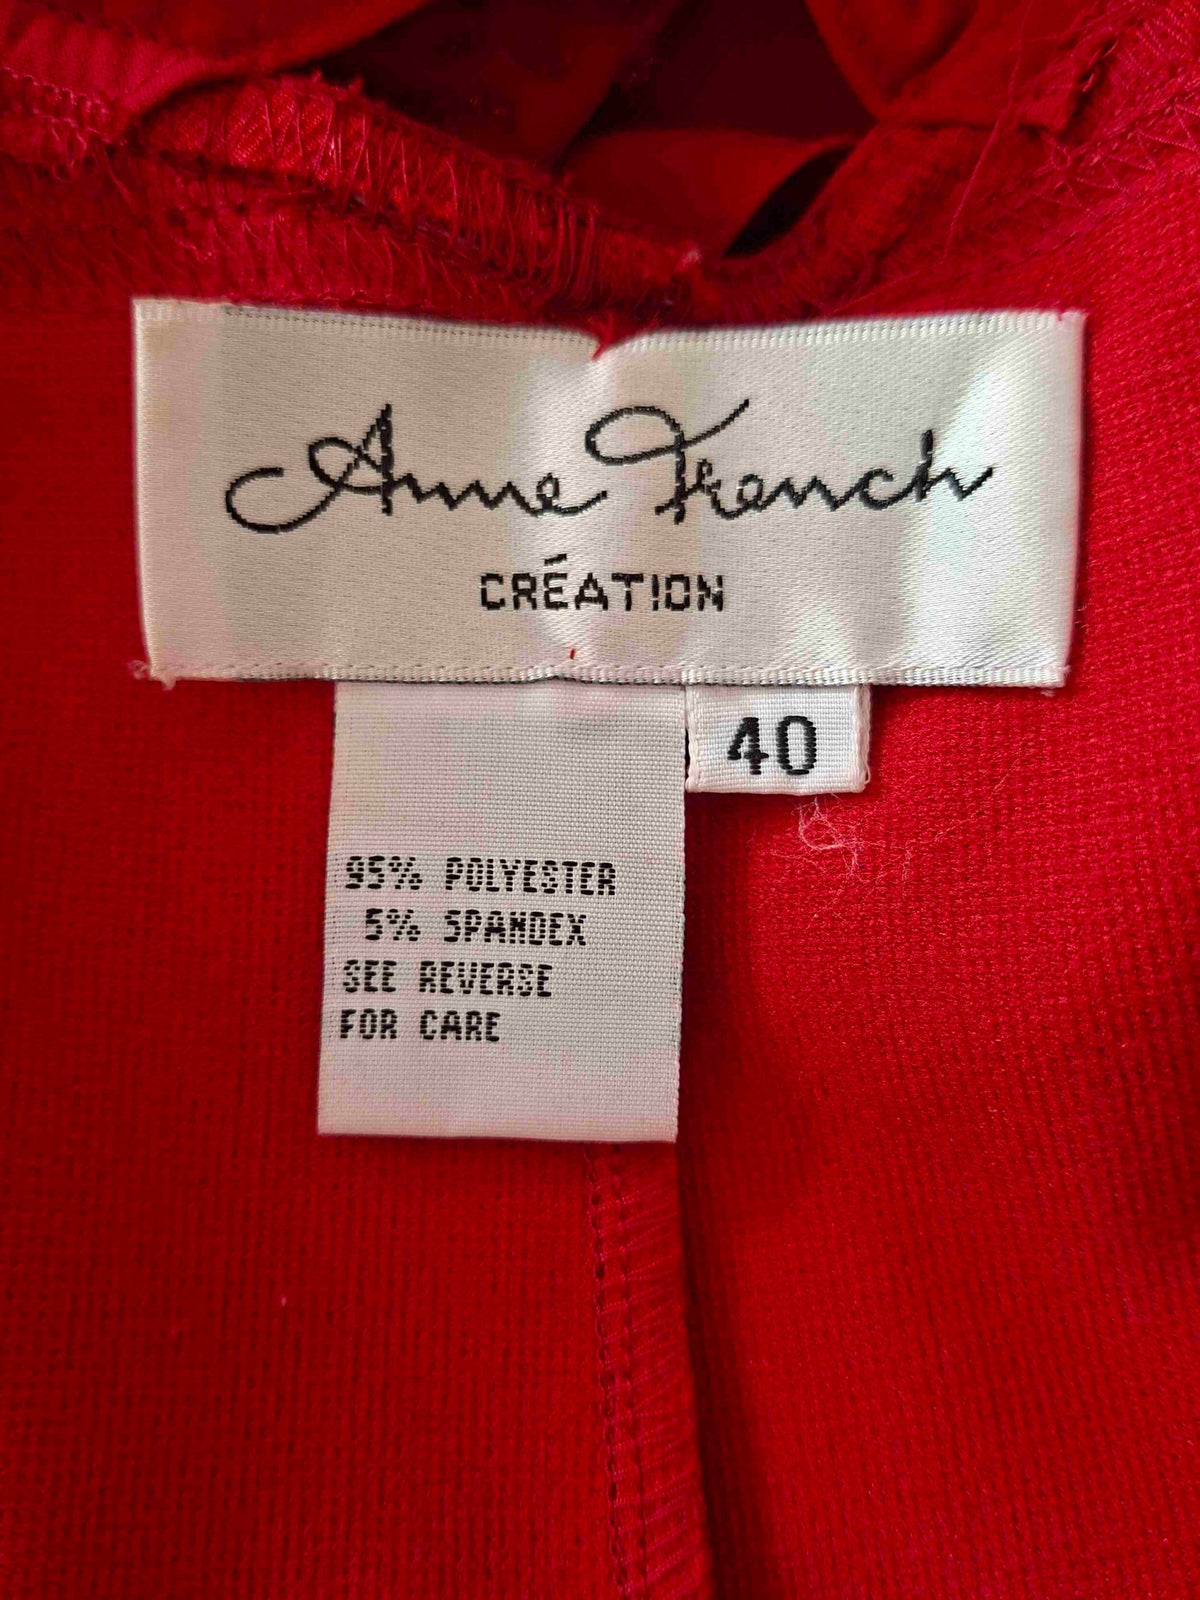 Anne French
CRÉATION
40
95% POLYESTER
5% SPANDEX
SEE REVERSE
FOR CARE